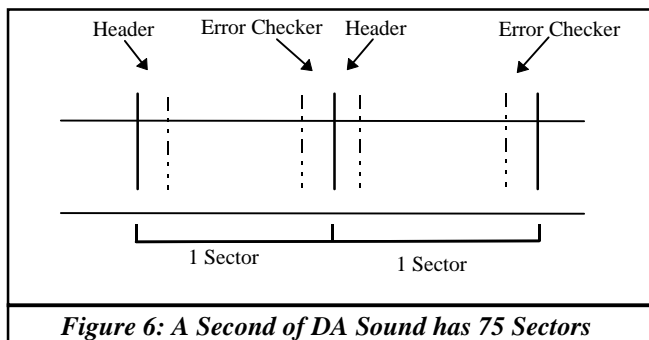 Header Error Checker Header Error Checker
1 Sector 1 Sector
Figure 6: A Second of DA Sound has 75 Sectors